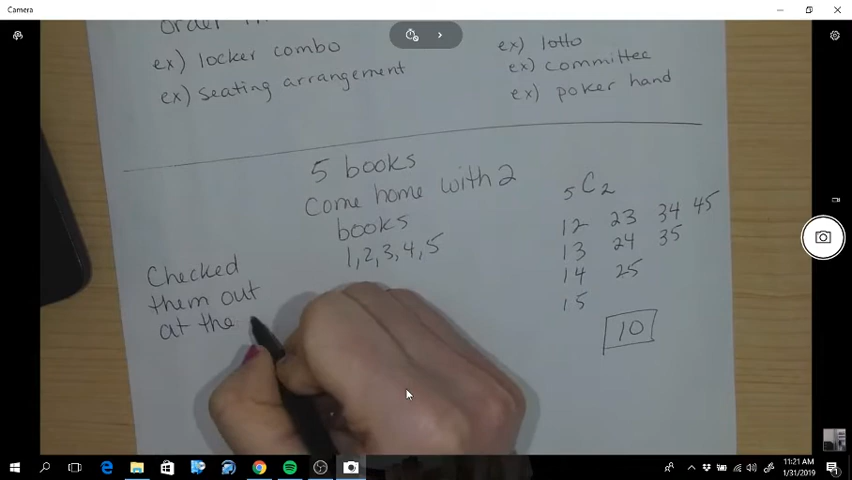 Camera
order
ex) locker combo
ex) seating arrangement
ex) lotto
ex) committee
ex) poker hand
5 books
Come home with 2
books
1,2,3,4,5
Checked
them out
at the
5C2
12 23 34 45
13 24 35
14 25
15
10
11:21 AM
1/31/2019